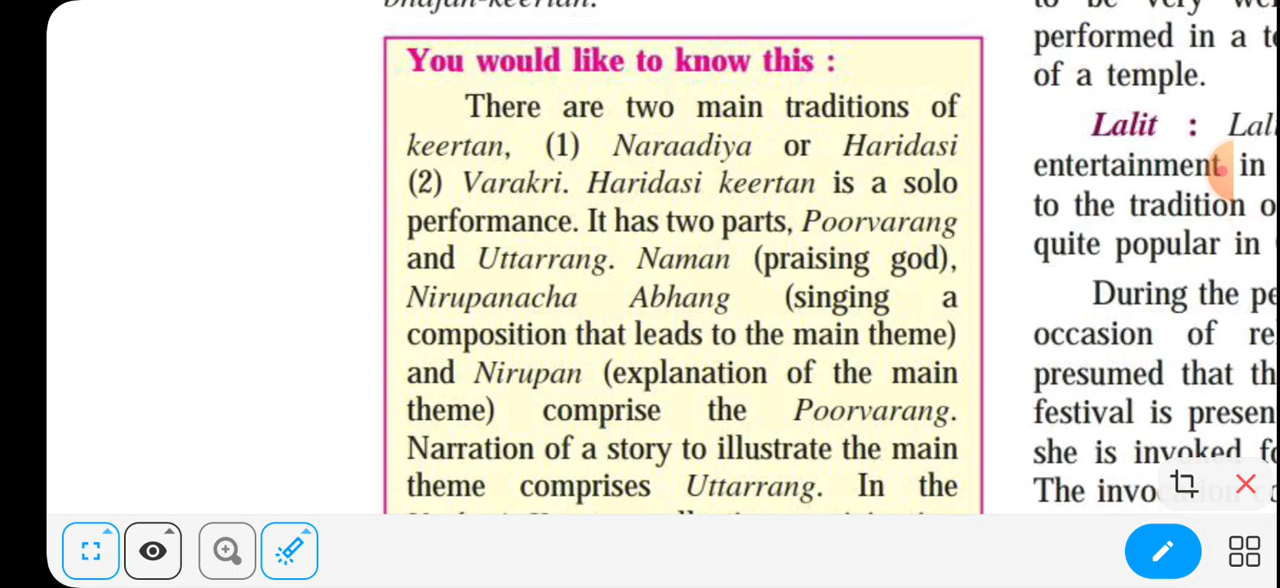 You would like to know this :
There are two main traditions of
keertan, (1) Naraadiya or Haridasi
(2) Varakri. Haridasi keertan is a solo
performance. It has two parts, Poorvarang
and Uttarrang. Naman (praising god),
Nirupanacha Abhang (singing a
composition that leads to the main theme)
and Nirupan (explanation of the main
theme) comprise the Poorvarang.
Narration of a story to illustrate the main
theme comprises Uttarrang. In the
performed in a
of a temple.
Lalit :
entertainment in
to the tradition
quite popular in
During the
occasion of
presumed that
festival is
she is invoked
The